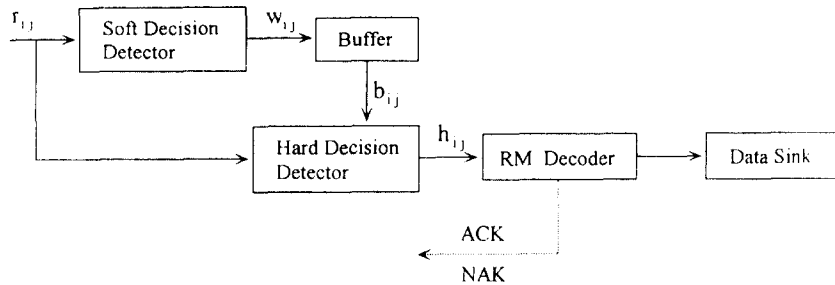 r_ij
Soft Decision
Detector
w_ij
Buffer
b_ij
Hard Decision
Detector
h_ij
RM Decoder
Data Sink
ACK
NAK